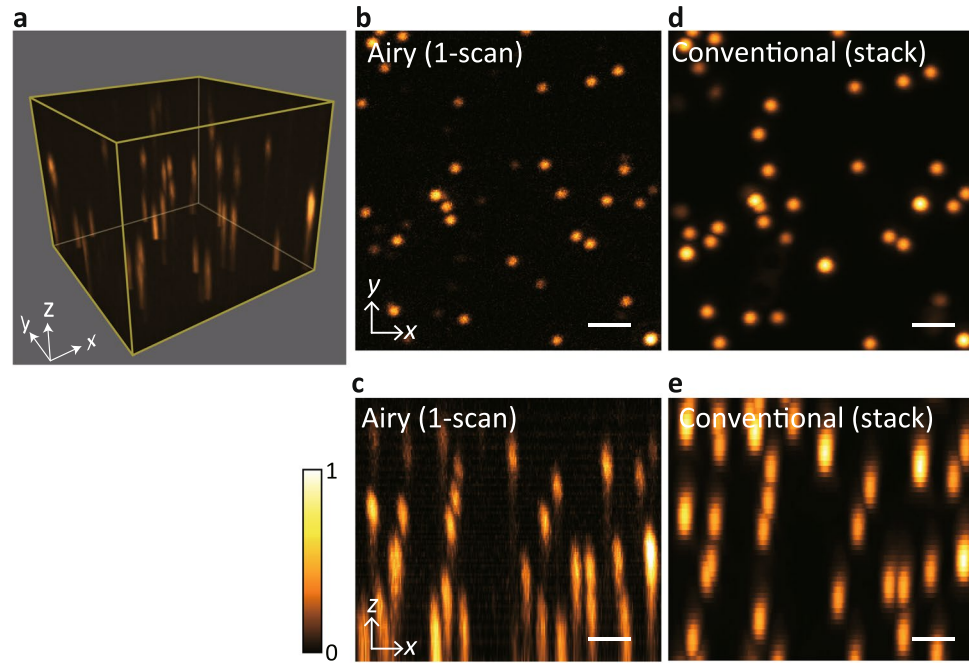 a
b
d
Airy (1-scan)
Conventional (stack)
z
y
x
y
x
c
e
Airy (1-scan)
Conventional (stack)
1
0
z
x